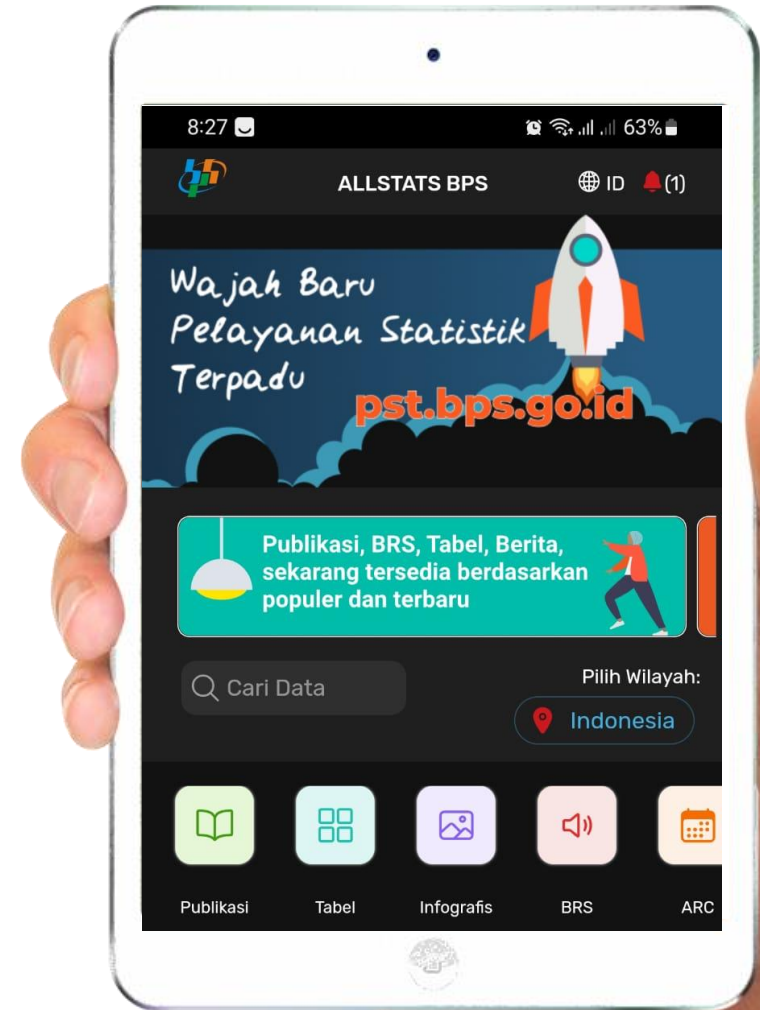 8:27
63%
ALLSTATS BPS
ID
(1)
Wajah Baru
Pelayanan Statistik
Terpadu
pst.bps.go.id
Publikasi, BRS, Tabel, Berita,
sekarang tersedia berdasarkan
populer dan terbaru
Cari Data
Pilih Wilayah:
Indonesia
Publikasi
Tabel
Infografis
BRS
ARC